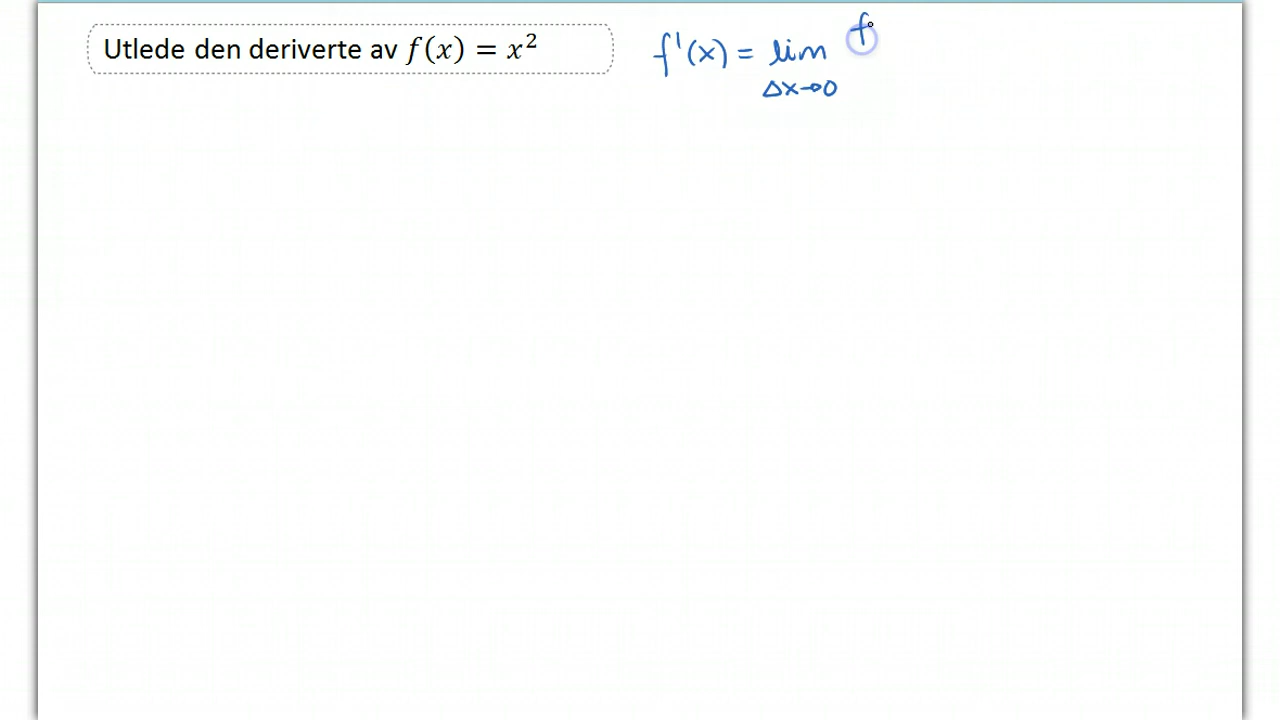 Utlede den deriverte av f(x) = x²
f'(x) = lim f
Δx→0